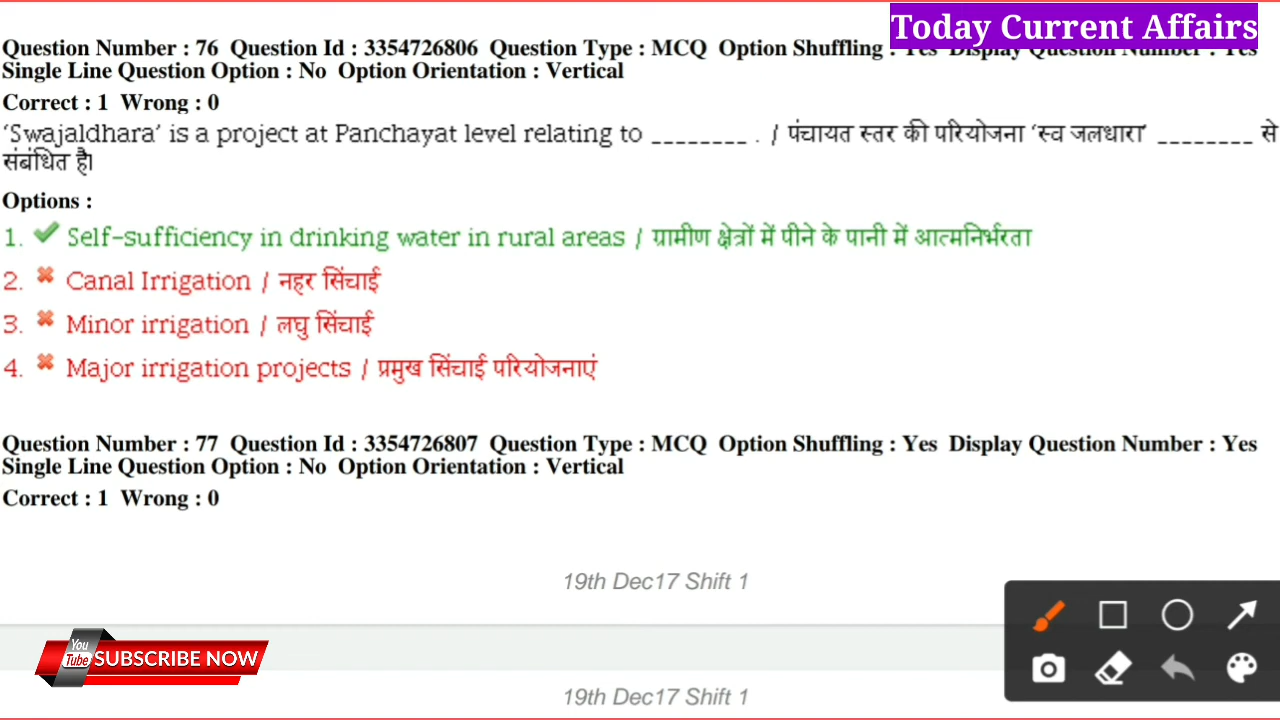 Today Current Affairs
Question Number : 76 Question Id : 3354726806 Question Type : MCQ Option Shuffling : Yes Display Question Number : Yes
Single Line Question Option : No Option Orientation : Vertical
Correct : 1 Wrong : 0
‘Swajaldhara’ is a project at Panchayat level relating to ________ . / पंचायत स्तर की परियोजना ‘स्व जलधारा’ ________ से
संबंधित है।
Options :
1. Self-sufficiency in drinking water in rural areas / ग्रामीण क्षेत्रों में पीने के पानी में आत्मनिर्भरता
2. Canal Irrigation / नहर सिंचाई
3. Minor irrigation / लघु सिंचाई
4. Major irrigation projects / प्रमुख सिंचाई परियोजनाएं
Question Number : 77 Question Id : 3354726807 Question Type : MCQ Option Shuffling : Yes Display Question Number : Yes
Single Line Question Option : No Option Orientation : Vertical
Correct : 1 Wrong : 0
19th Dec17 Shift 1
You
Tube SUBSCRIBE NOW
19th Dec17 Shift 1